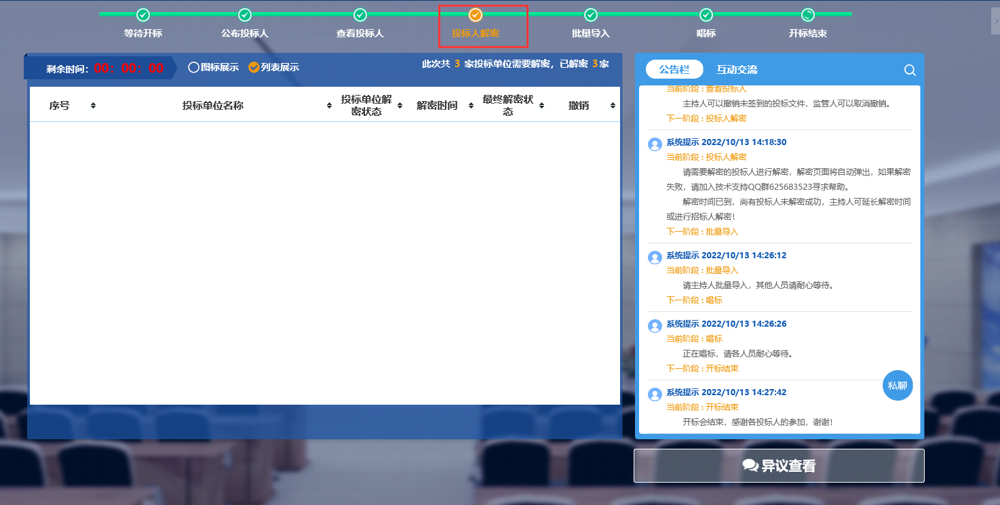 等待开标
公布投标人
查看投标人
投标人解密
批量导入
唱标
开标结束
剩余时间：
00: 00: 00
图标展示
列表展示
此次共 3 家投标单位需要解密，已解密 3 家
序号
投标单位名称
投标单位解
密状态
解密时间
最终解密状
态
撤销
公告栏
互动交流
当前阶段 : 查看投标人
主持人可以撤销未签到的投标文件，监管人可以取消撤销。
下一阶段 : 投标人解密
系统提示 2022/10/13 14:18:30
当前阶段 : 投标人解密
请需要解密的投标人进行解密，解密页面将自动弹出，如果解密
失败，请加入技术支持QQ群625683523寻求帮助。
解密时间已到，尚有投标人未解密成功，主持人可延长解密时间
或进行招标人解密！
下一阶段 : 批量导入
系统提示 2022/10/13 14:26:12
当前阶段 : 批量导入
请主持人批量导入，其他人员请耐心等待。
下一阶段 : 唱标
系统提示 2022/10/13 14:26:26
当前阶段 : 唱标
正在唱标，请各人员耐心等待。
下一阶段 : 开标结束
系统提示 2022/10/13 14:27:42
当前阶段 : 开标结束
开标会结束，感谢各投标人的参加，谢谢！
私聊
异议查看